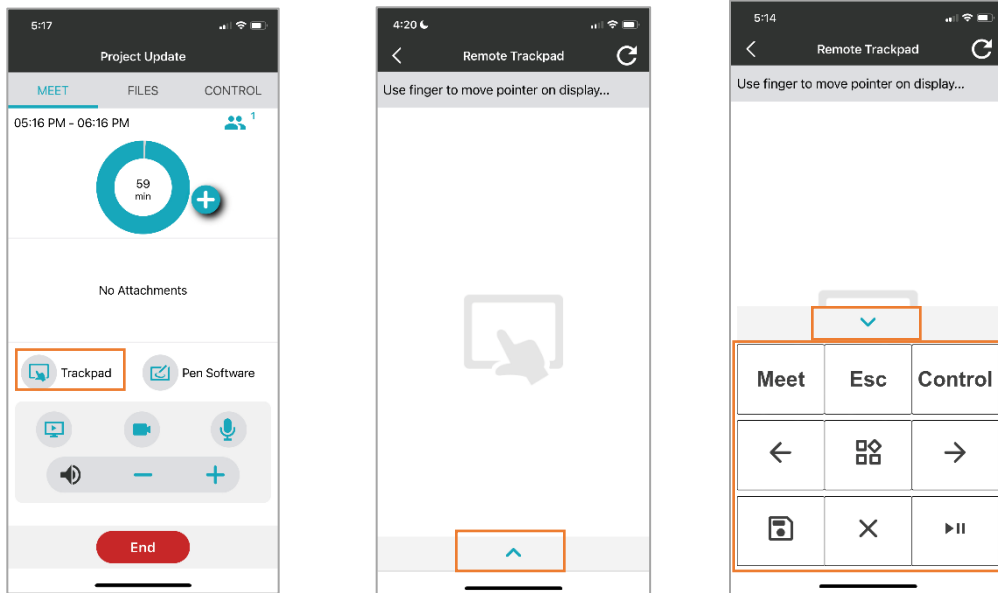 5:17
Project Update
MEET FILES CONTROL
05:16 PM - 06:16 PM 1
59
min
No Attachments
Trackpad Pen Software
End
4:20
Remote Trackpad
Use finger to move pointer on display...
5:14
Remote Trackpad
Use finger to move pointer on display...
Meet Esc Control